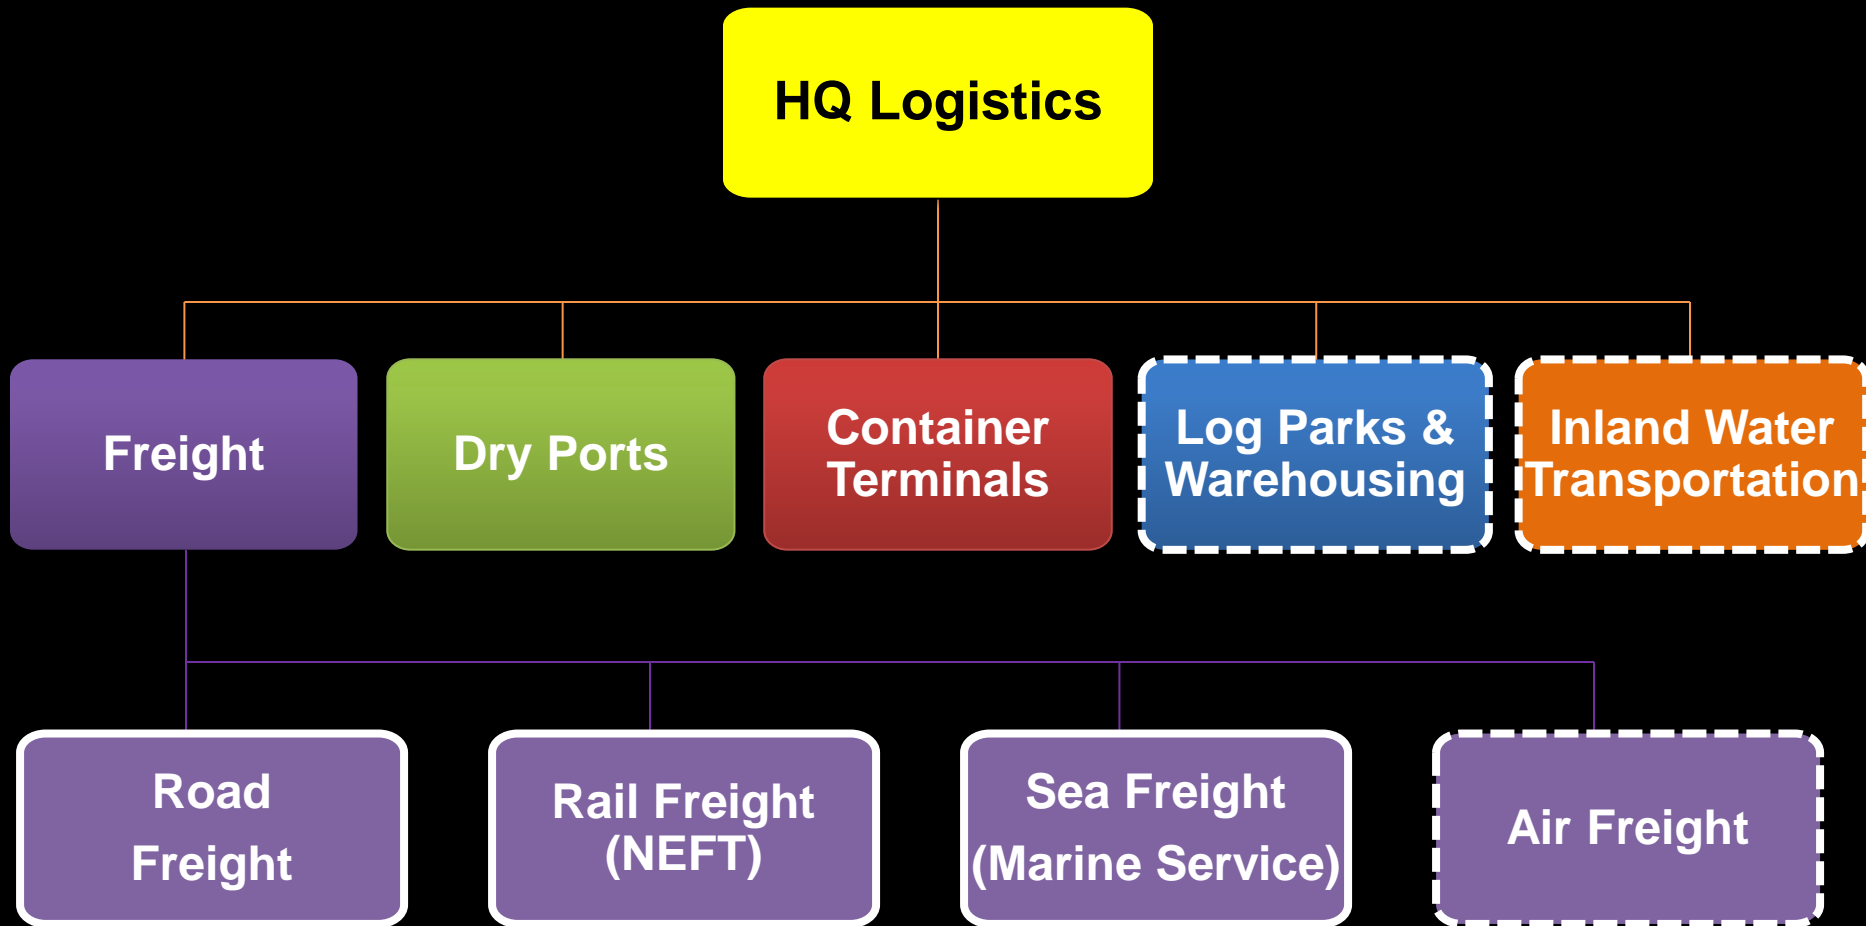 HQ Logistics
Freight
Dry Ports
Container
Terminals
Log Parks &
Warehousing
Inland Water
Transportation
Road
Freight
Rail Freight
(NEFT)
Sea Freight
(Marine Service)
Air Freight